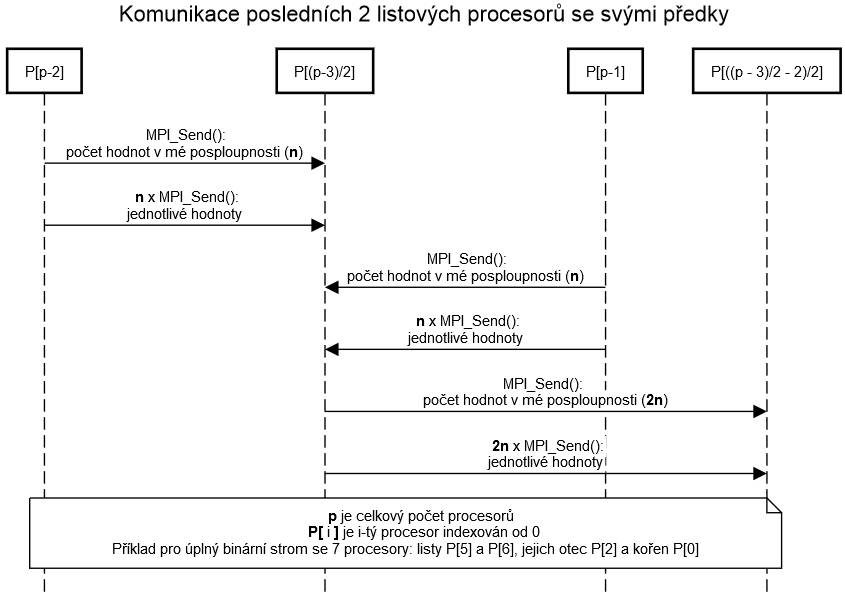 Komunikace posledních 2 listových procesorů se svými předky
P[p-2]
P[(p-3)/2]
P[p-1]
P[((p - 3)/2 - 2)/2]
MPI_Send():
počet hodnot v mé posploupnosti (n)
n x MPI_Send():
jednotlivé hodnoty
MPI_Send():
počet hodnot v mé posploupnosti (n)
n x MPI_Send():
jednotlivé hodnoty
MPI_Send():
počet hodnot v mé posploupnosti (2n)
2n x MPI_Send():
jednotlivé hodnoty
p je celkový počet procesorů
P[ i ] je i-tý procesor indexován od 0
Příklad pro úplný binární strom se 7 procesory: listy P[5] a P[6], jejich otec P[2] a kořen P[0]